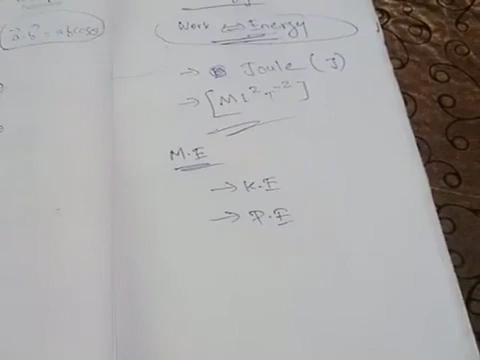 a⃗.b⃗ = abcosθ
Work ⇔ Energy
→ Joule (J)
→ [ML²T⁻²]
M.E
→ K.E
→ P.E